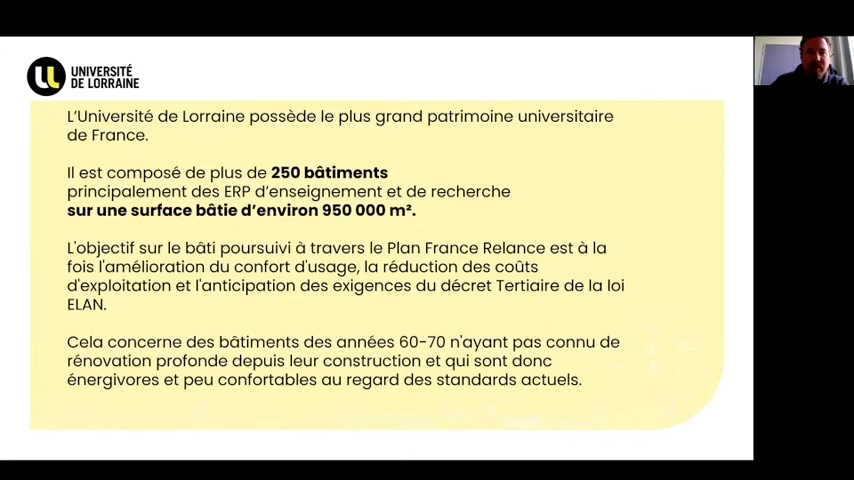 UNIVERSITÉ
DE LORRAINE
L'Université de Lorraine possède le plus grand patrimoine universitaire
de France.
Il est composé de plus de 250 bâtiments
principalement des ERP d'enseignement et de recherche
sur une surface bâtie d'environ 950 000 m².
L'objectif sur le bâti poursuivi à travers le Plan France Relance est à la
fois l'amélioration du confort d'usage, la réduction des coûts
d'exploitation et l'anticipation des exigences du décret Tertiaire de la loi
ELAN.
Cela concerne des bâtiments des années 60-70 n'ayant pas connu de
rénovation profonde depuis leur construction et qui sont donc
énergivores et peu confortables au regard des standards actuels.